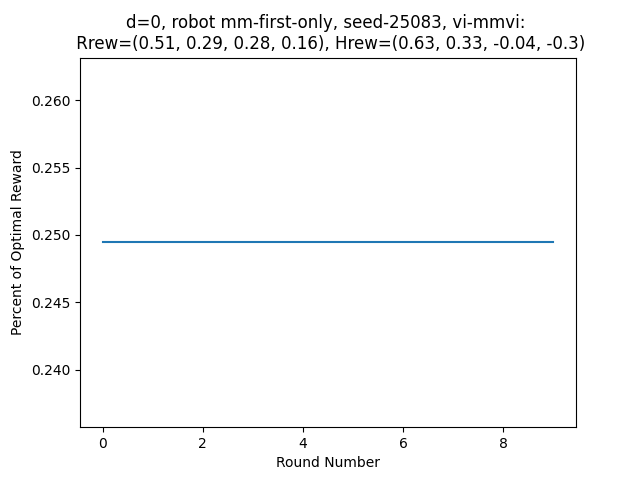 d=0, robot mm-first-only, seed-25083, vi-mmvi:
Rrew=(0.51, 0.29, 0.28, 0.16), Hrew=(0.63, 0.33, -0.04, -0.3)
0.260
0.255
0.250
0.245
0.240
Percent of Optimal Reward
0 2 4 6 8
Round Number